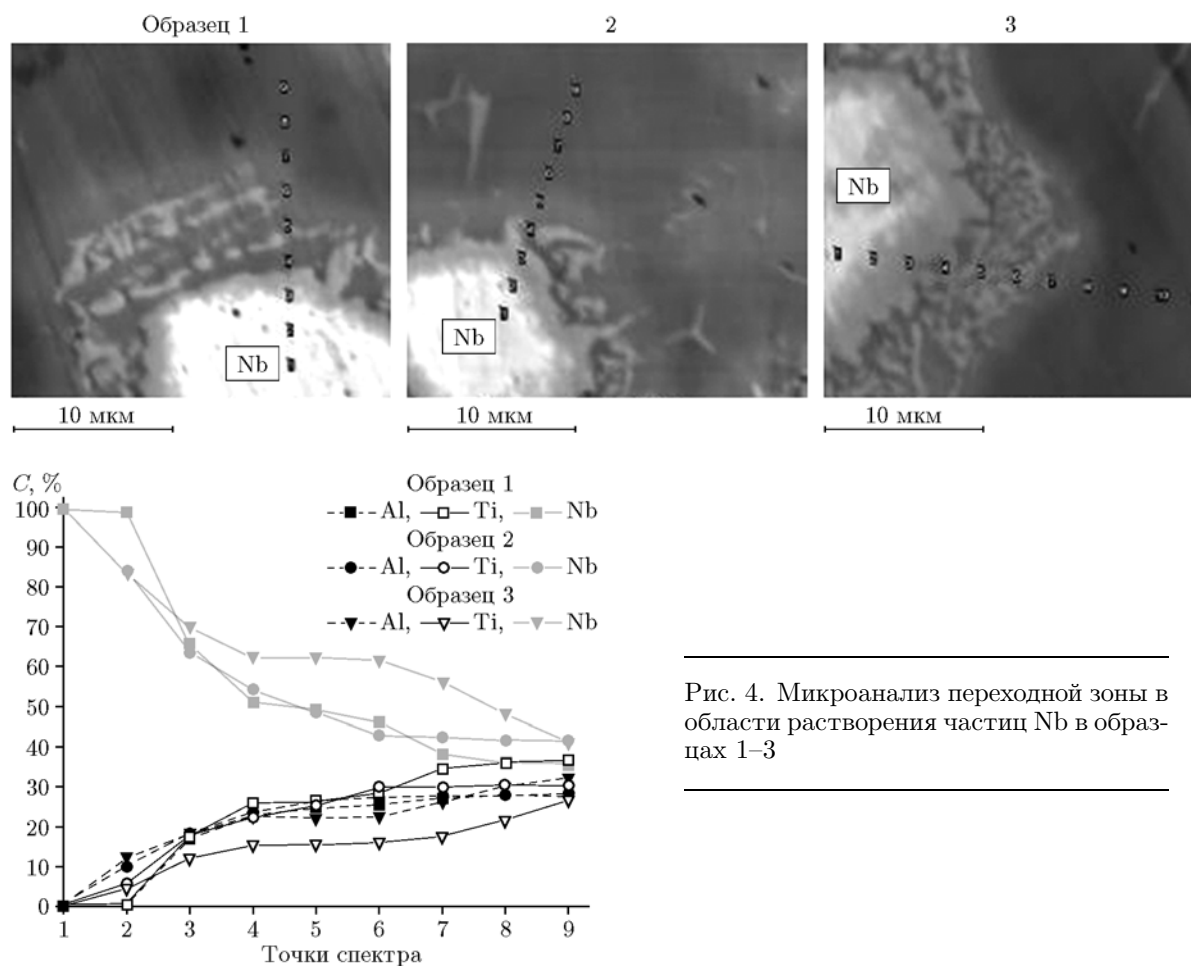 Образец 1
2
3
Nb
Nb
Nb
10 мкм
10 мкм
10 мкм
C, %
100
90
80
70
60
50
40
30
20
10
0
1 2 3 4 5 6 7 8 9
Точки спектра
Образец 1
Al, Ti, Nb
Образец 2
Al, Ti, Nb
Образец 3
Al, Ti, Nb
Рис. 4. Микроанализ переходной зоны в
области растворения частиц Nb в образ-
цах 1–3